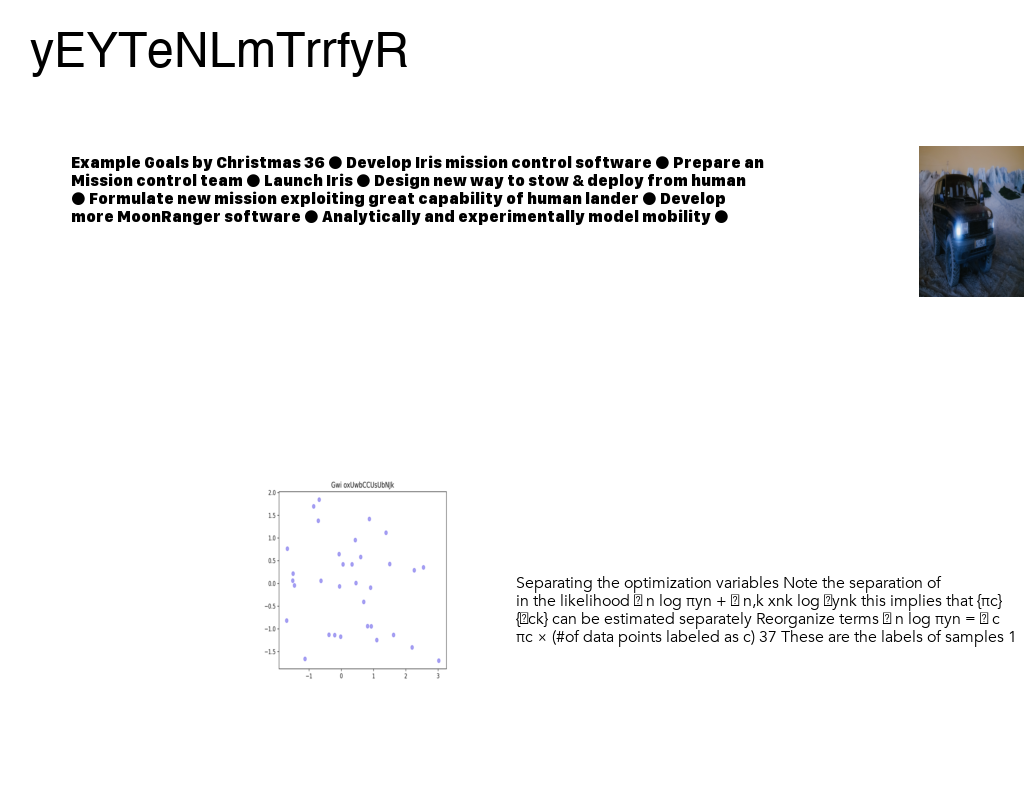 yEYTeNLmTrrfyR
Example Goals by Christmas 36 ● Develop Iris mission control software ● Prepare an
Mission control team ● Launch Iris ● Design new way to stow & deploy from human
● Formulate new mission exploiting great capability of human lander ● Develop
more MoonRanger software ● Analytically and experimentally model mobility ●
Gwi oxUwbCCUsUbNJk
2.0
1.5
1.0
0.5
0.0
−0.5
−1.0
−1.5
−1 0 1 2 3
Separating the optimization variables Note the separation of
in the likelihood � n log πyn + � n,k xnk log �ynk this implies that {πc}
{�ck} can be estimated separately Reorganize terms � n log πyn = � c
πc × (#of data points labeled as c) 37 These are the labels of samples 1